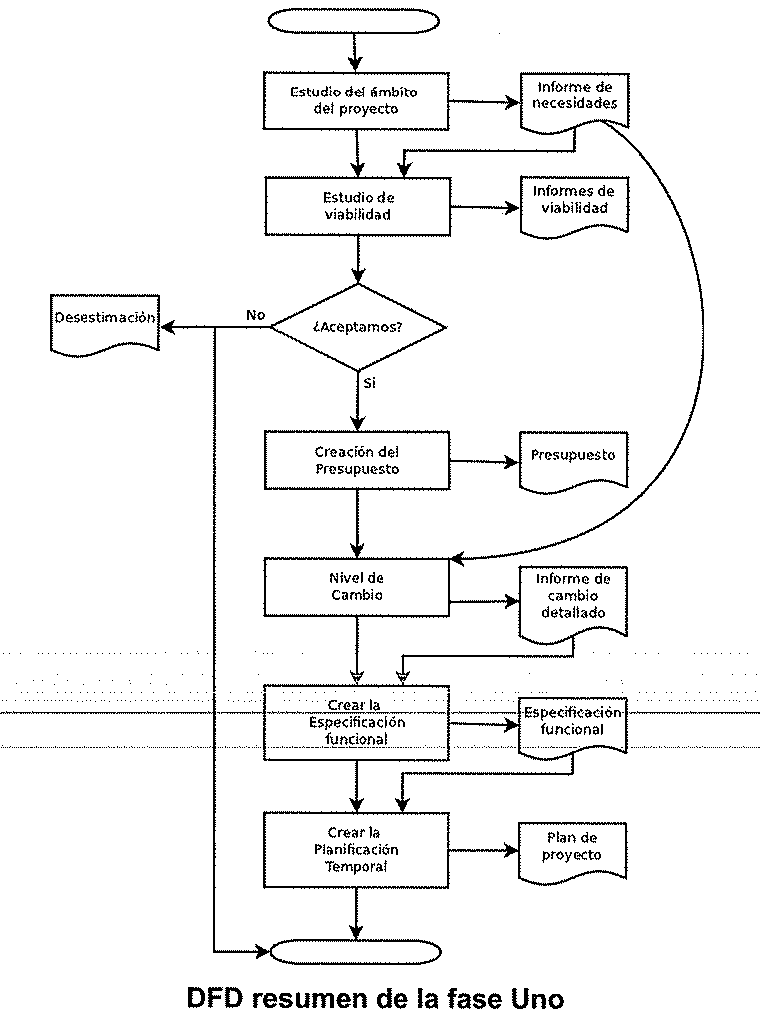 Estudio del ámbito
del proyecto
Informe de
necesidades
Estudio de
viabilidad
Informes de
viabilidad
Desestimación
No
¿Aceptamos?
Si
Creación del
Presupuesto
Presupuesto
Nivel de
Cambio
Informe de
cambio
detallado
Crear la
Especificación
funcional
Especificación
funcional
Crear la
Planificación
Temporal
Plan de
proyecto
DFD resumen de la fase Uno